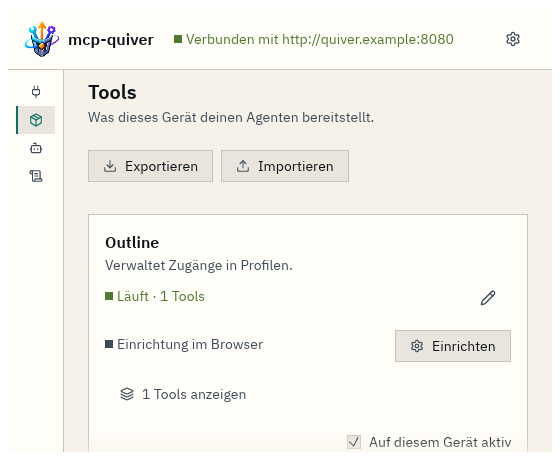 mcp-quiver
Verbunden mit http://quiver.example:8080
Tools
Was dieses Gerät deinen Agenten bereitstellt.
Exportieren
Importieren
Outline
Verwaltet Zugänge in Profilen.
Läuft · 1 Tools
Einrichtung im Browser
Einrichten
1 Tools anzeigen
Auf diesem Gerät aktiv